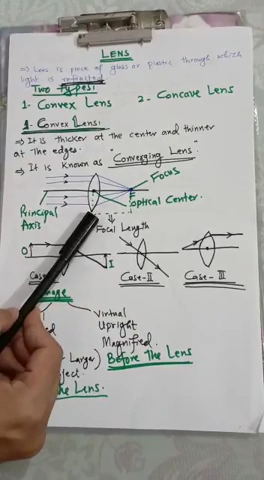 LENS
⇒ Lens is piece of glass or plastic through which
light is refracted
Two Types:
1- Convex Lens 2- Concave Lens
1- Convex Lens:
⇒ It is thicker at the center and thinner
at the edges.
⇒ It is known as "Converging Lens."
Focus
F
Optical Center.
Principal
Axis
Focal Length
O
I
Case-II
Case-III
Virtual
Upright
Magnified.
Larger)
Before The Lens
Lens.